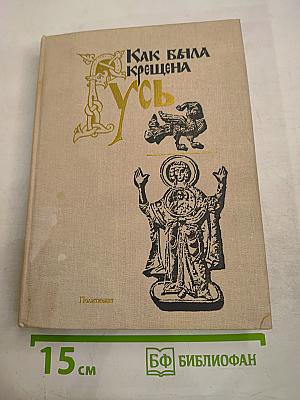 Как была
крещена
Русь
Политиздат
15 см
БФ БИБЛИОФАН